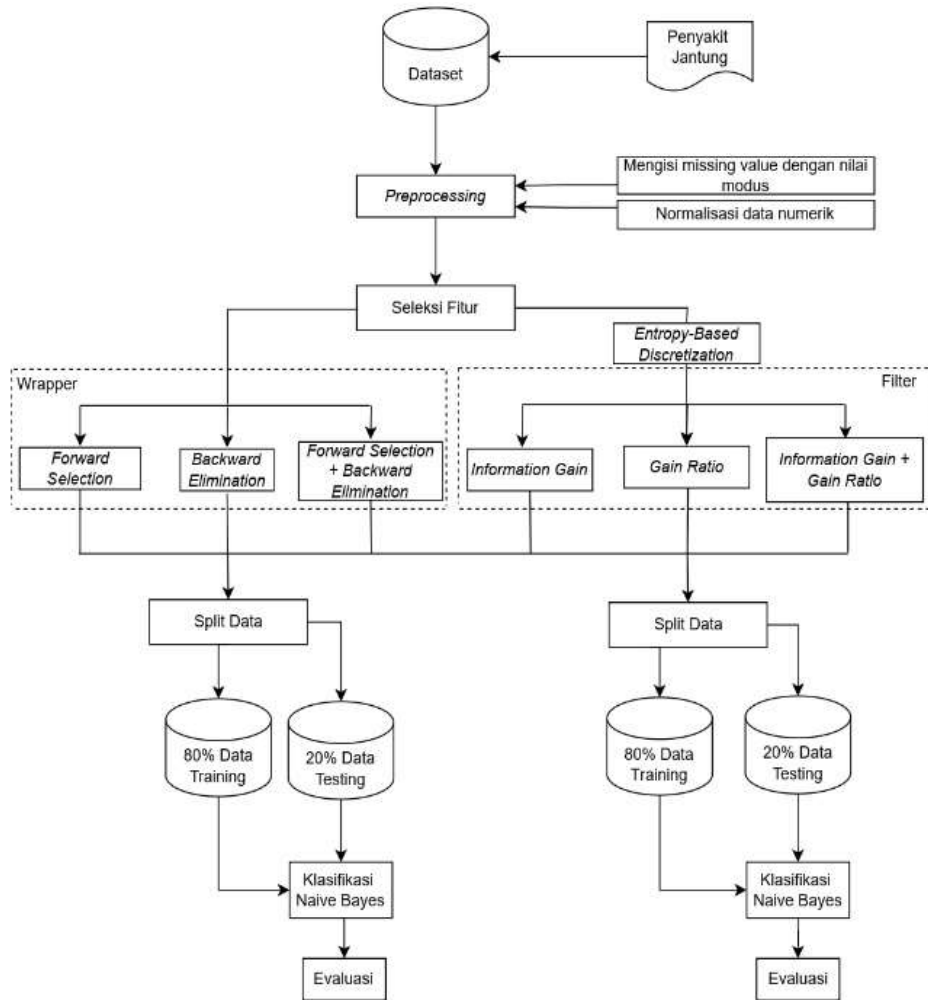 Penyakit
Jantung
Dataset
Mengisi missing value dengan nilai
modus
Preprocessing
Normalisasi data numerik
Seleksi Fitur
Entropy-Based
Discretization
Wrapper
Filter
Forward
Selection
Backward
Elimination
Forward Selection
+ Backward
Elimination
Information Gain
Gain Ratio
Information Gain +
Gain Ratio
Split Data
Split Data
80% Data
Training
20% Data
Testing
80% Data
Training
20% Data
Testing
Klasifikasi
Naive Bayes
Klasifikasi
Naive Bayes
Evaluasi
Evaluasi